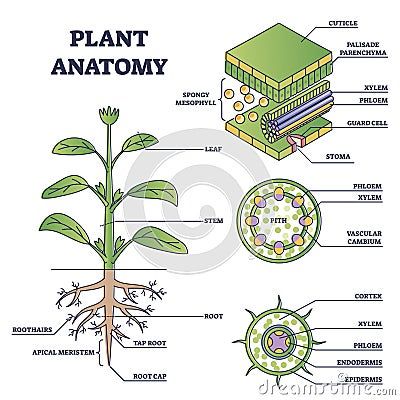 PLANT
ANATOMY
CUTICLE
PALISADE
PARENCHYMA
SPONGY
MESOPHYLL
XYLEM
PHLOEM
GUARD CELL
STOMA
LEAF
STEM
ROOT
ROOTHAIRS
TAP ROOT
APICAL MERISTEM
ROOT CAP
PHLOEM
XYLEM
PITH
VASCULAR
CAMBIUM
CORTEX
XYLEM
PHLOEM
ENDODERMIS
EPIDERMIS
dreamstime